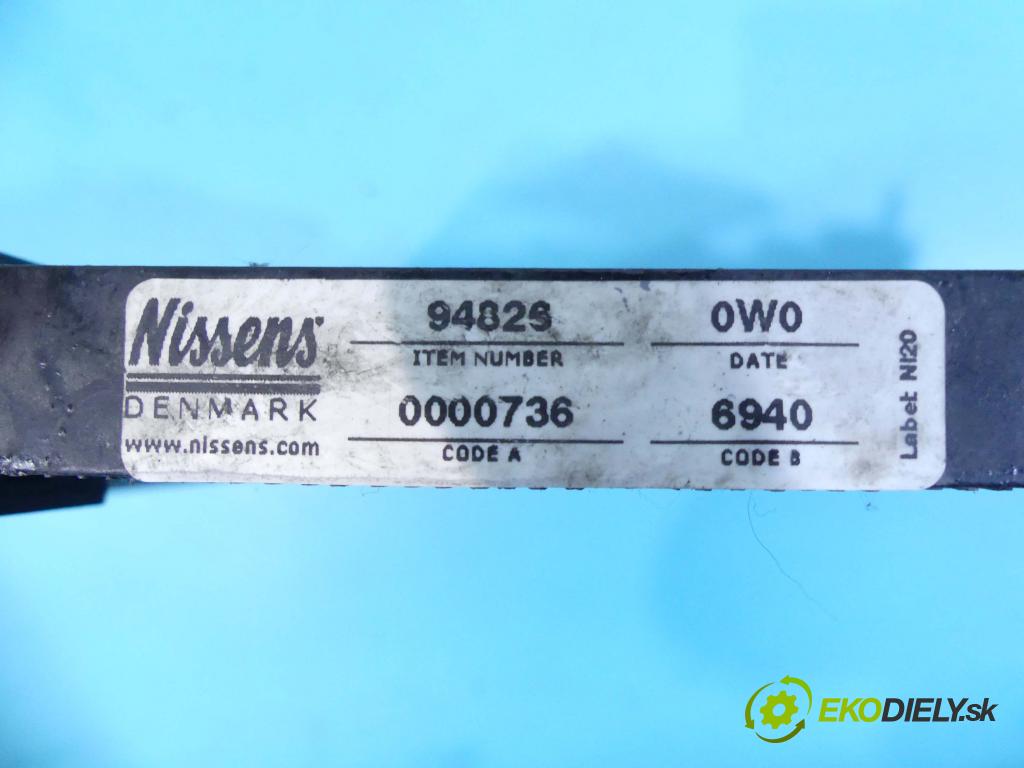 Nissens
DENMARK
www.nissens.com
94826
ITEM NUMBER
0W0
DATE
0000736
CODE A
6940
CODE B
Label NI20
EKODIELY.sk